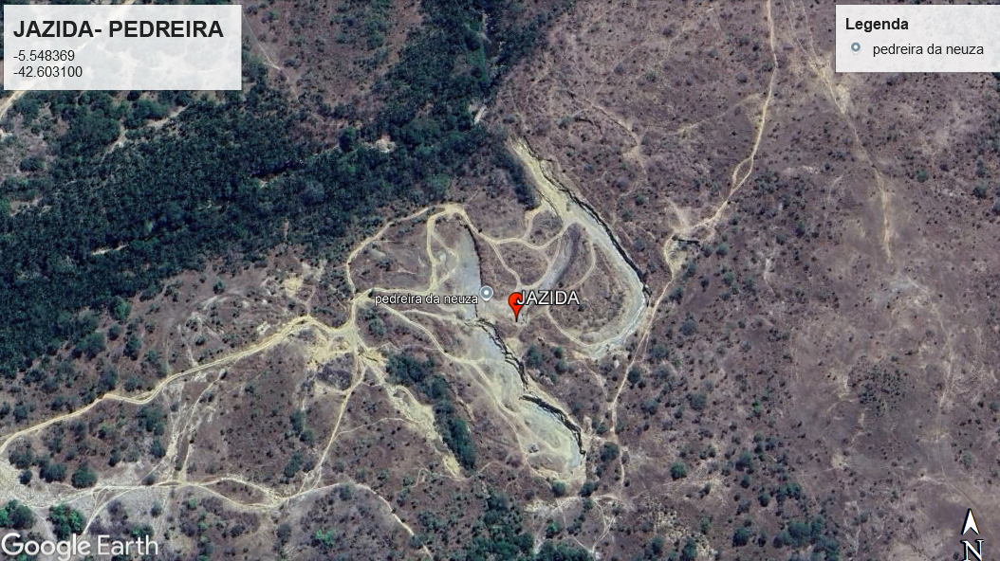 JAZIDA- PEDREIRA
-5.548369
-42.603100
Legenda
pedreira da neuza
pedreira da neuza
JAZIDA
Google Earth
N